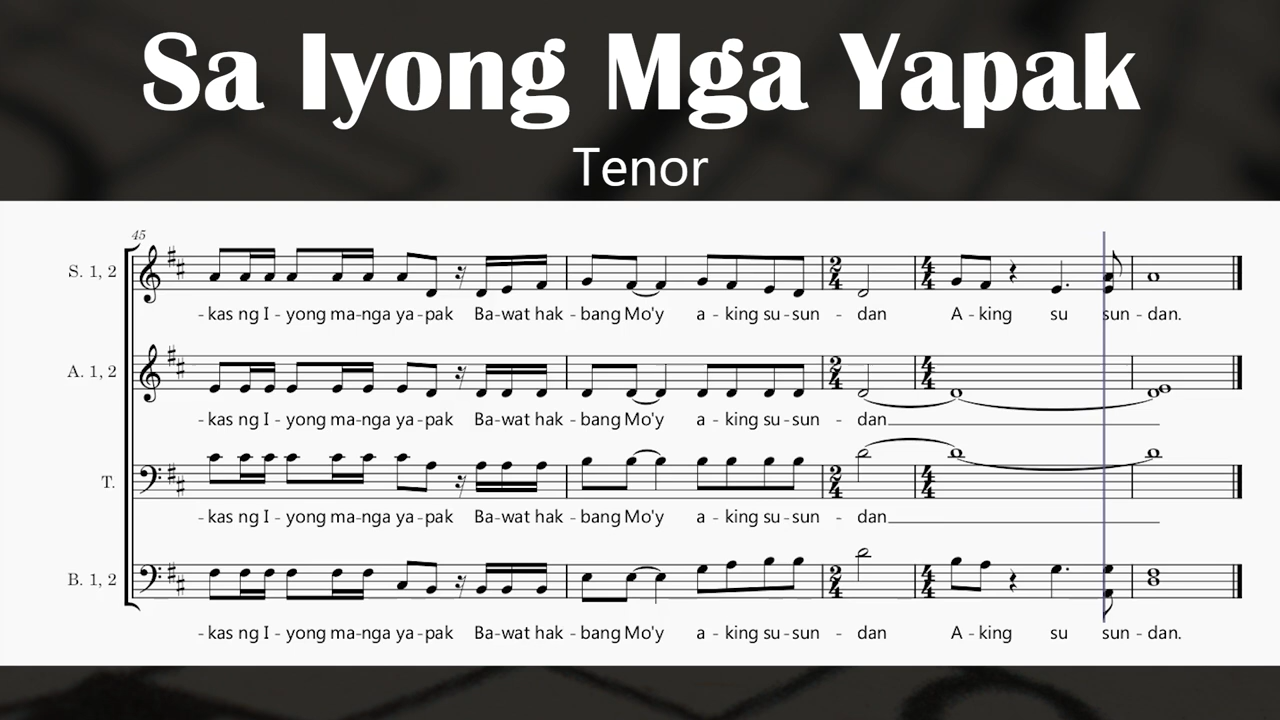 Sa Iyong Mga Yapak
Tenor
45
S. 1, 2
- kas ng I - yong ma-nga ya-pak Ba-wat hak - bang Mo'y a - king su-sun - dan A - king su sun - dan.
A. 1, 2
- kas ng I - yong ma-nga ya-pak Ba-wat hak - bang Mo'y a - king su-sun - dan
T.
- kas ng I - yong ma-nga ya-pak Ba-wat hak - bang Mo'y a - king su-sun - dan
B. 1, 2
- kas ng I - yong ma-nga ya-pak Ba-wat hak - bang Mo'y a - king su-sun - dan A - king su sun - dan.